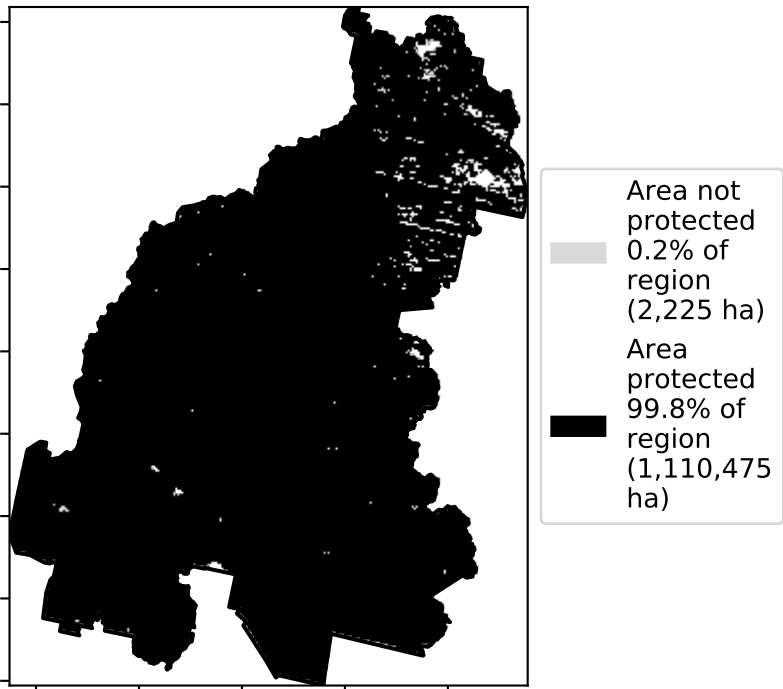 Area not
protected
0.2% of
region
(2,225 ha)
Area
protected
99.8% of
region
(1,110,475
ha)